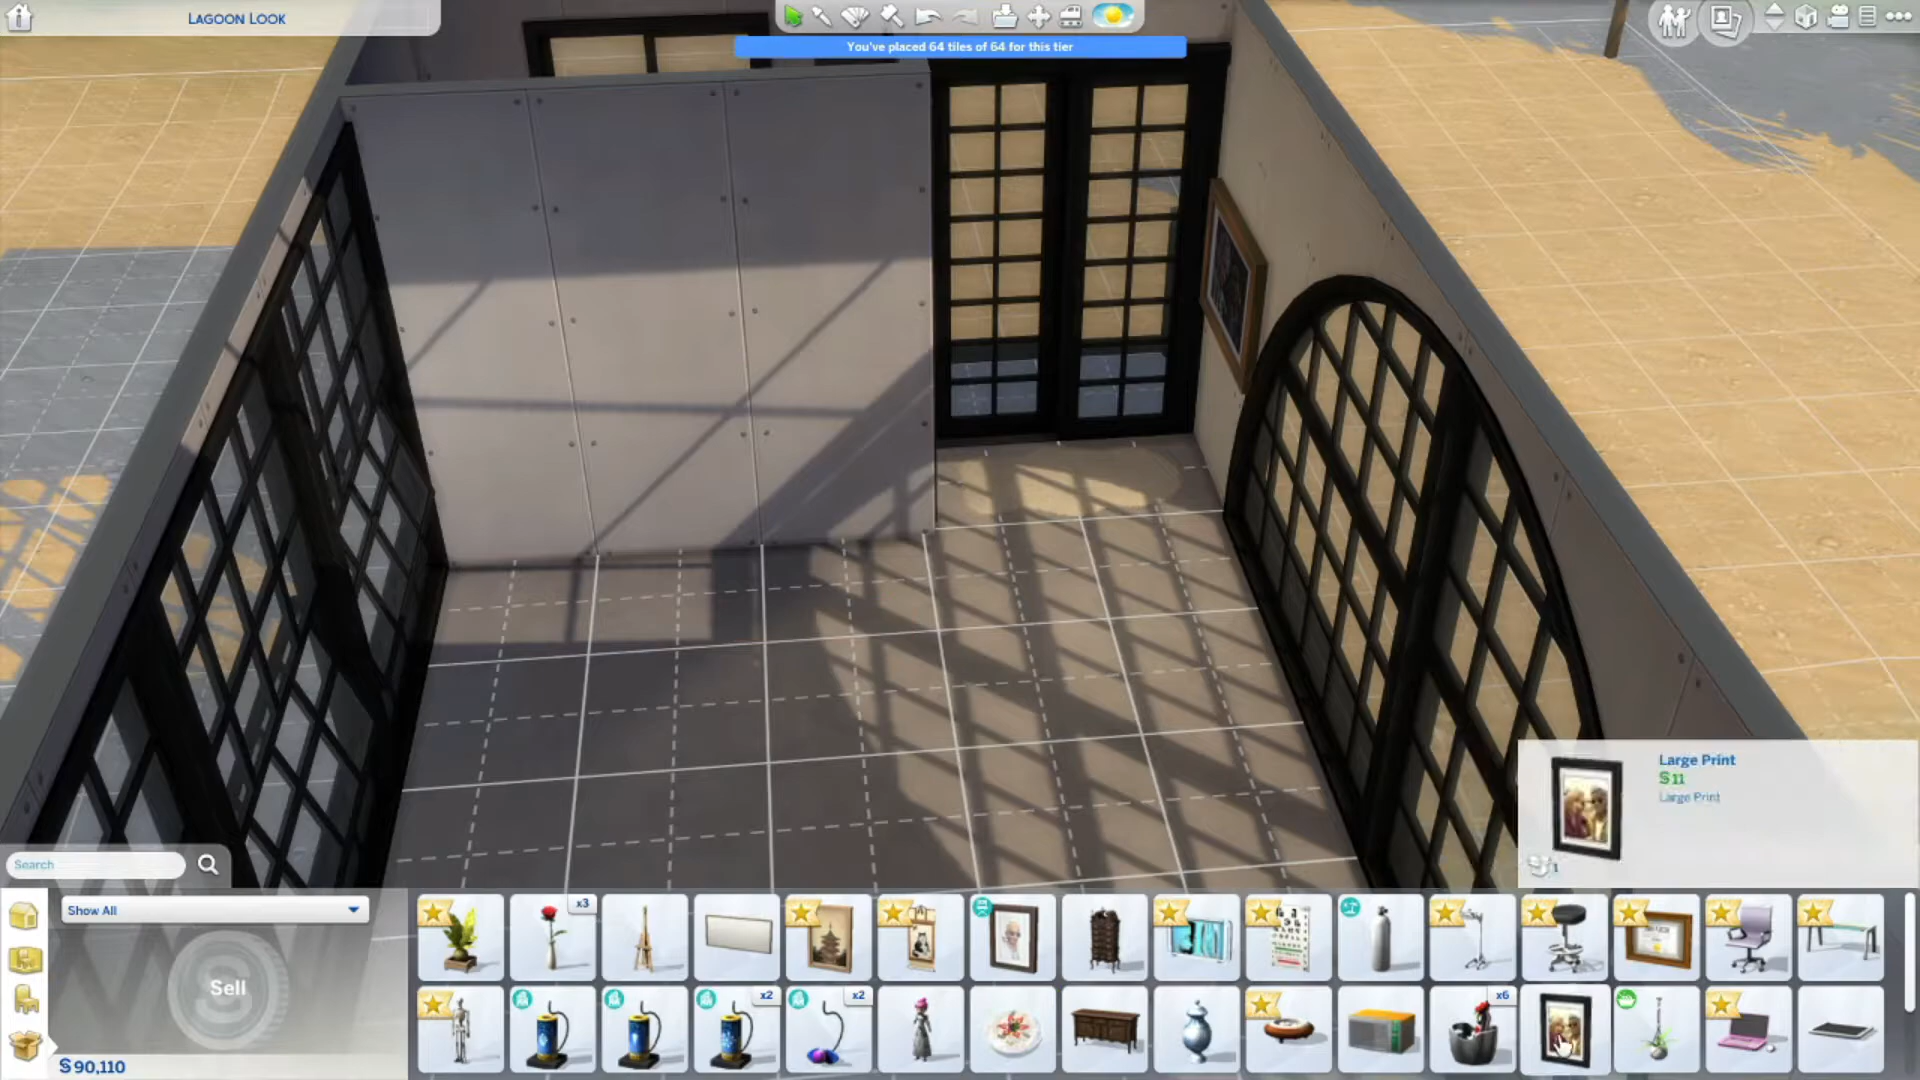 LAGOON LOOK
You've placed 64 tiles of 64 for this tier
Large Print
§11
Large Print
1
Search
Show All
x3
Sell
x2
x2
x6
§90,110